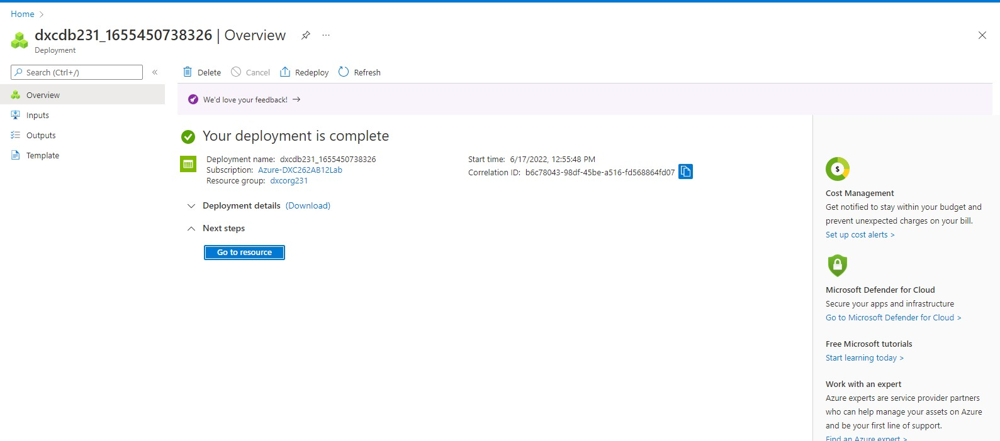 Home >
dxcdb231_1655450738326 | Overview ...
Deployment
Search (Ctrl+/) «
Delete Cancel Redeploy Refresh
We'd love your feedback! →
Overview
Inputs
Outputs
Template
Your deployment is complete
Deployment name: dxcdb231_1655450738326
Subscription: Azure-DXC262AB12Lab
Resource group: dxcorg231
Start time: 6/17/2022, 12:55:48 PM
Correlation ID: b6c78043-98df-45be-a516-fd568864fd07
Deployment details (Download)
Next steps
Go to resource
$
Cost Management
Get notified to stay within your budget and
prevent unexpected charges on your bill.
Set up cost alerts >
Microsoft Defender for Cloud
Secure your apps and infrastructure
Go to Microsoft Defender for Cloud >
Free Microsoft tutorials
Start learning today >
Work with an expert
Azure experts are service provider partners
who can help manage your assets on Azure
and be your first line of support.
Find an Azure expert >